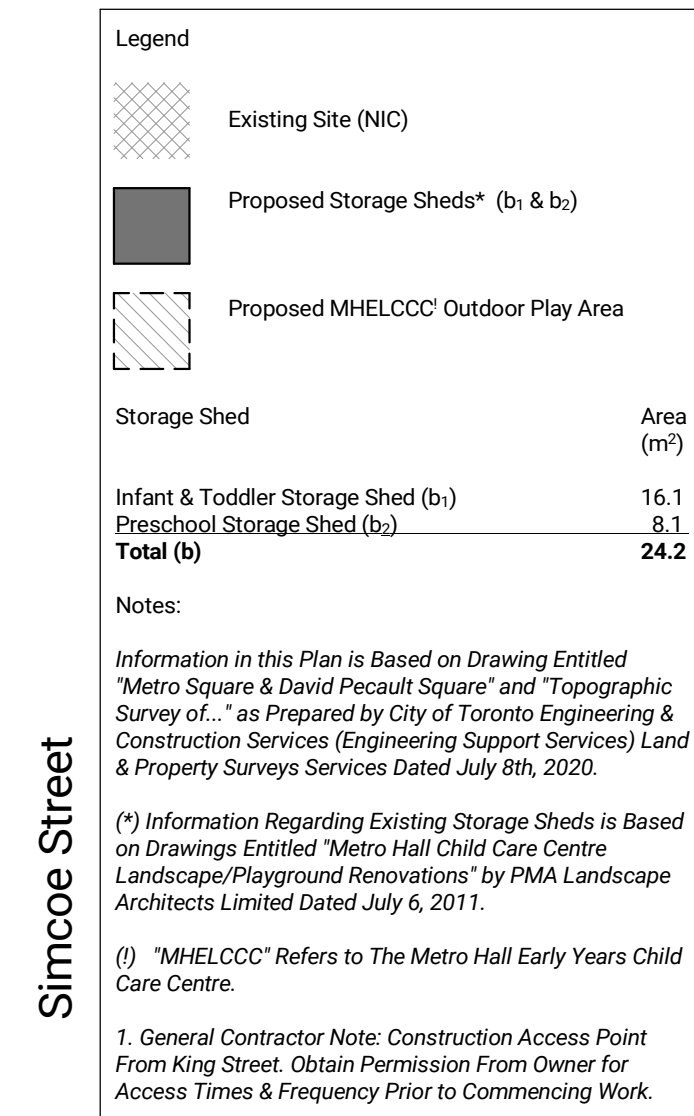 Legend
Existing Site (NIC)
Proposed Storage Sheds* (b₁ & b₂)
Proposed MHELCCC! Outdoor Play Area
Storage Shed Area
(m²)
Infant & Toddler Storage Shed (b₁) 16.1
Preschool Storage Shed (b₂) 8.1
Total (b) 24.2
Notes:
Information in this Plan is Based on Drawing Entitled
"Metro Square & David Pecault Square" and "Topographic
Survey of..." as Prepared by City of Toronto Engineering &
Construction Services (Engineering Support Services) Land
& Property Surveys Services Dated July 8th, 2020.
(*) Information Regarding Existing Storage Sheds is Based
on Drawings Entitled "Metro Hall Child Care Centre
Landscape/Playground Renovations" by PMA Landscape
Architects Limited Dated July 6, 2011.
(!) "MHELCCC" Refers to The Metro Hall Early Years Child
Care Centre.
1. General Contractor Note: Construction Access Point
From King Street. Obtain Permission From Owner for
Access Times & Frequency Prior to Commencing Work.
Simcoe Street